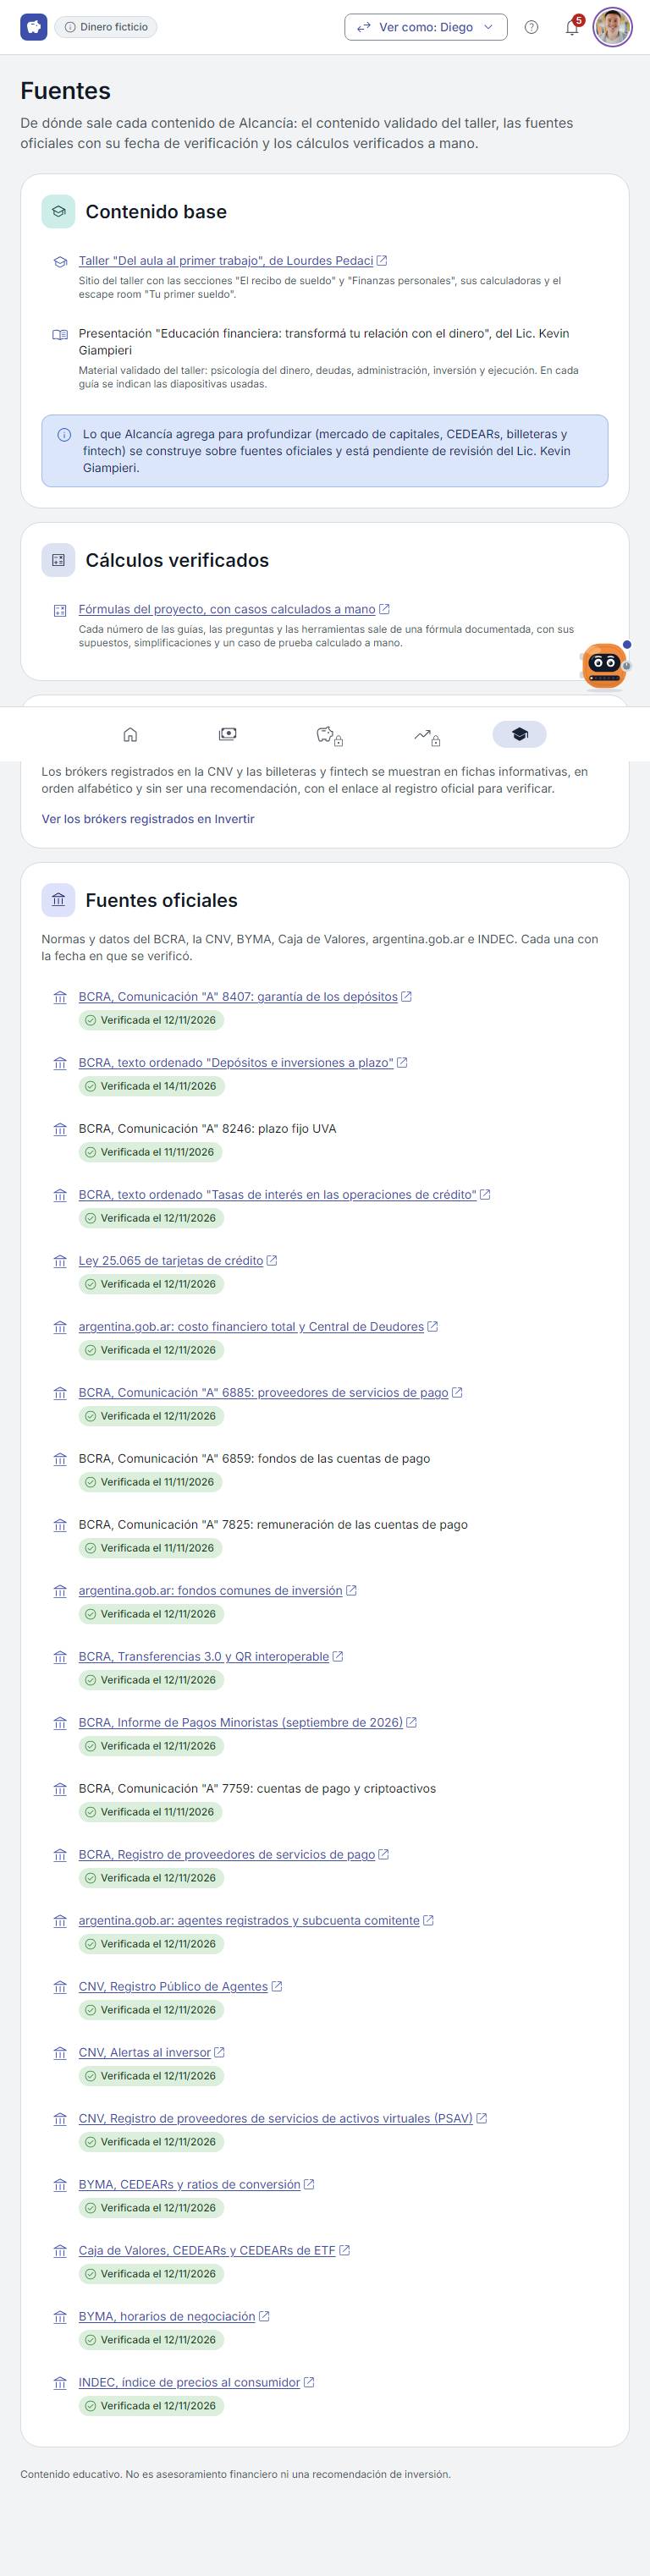 Dinero ficticio
Ver como: Diego
5
Fuentes
De dónde sale cada contenido de Alcancía: el contenido validado del taller, las fuentes
oficiales con su fecha de verificación y los cálculos verificados a mano.
Contenido base
Taller "Del aula al primer trabajo", de Lourdes Pedaci
Sitio del taller con las secciones "El recibo de sueldo" y "Finanzas personales", sus calculadoras y el
escape room "Tu primer sueldo".
Presentación "Educación financiera: transformá tu relación con el dinero", del Lic. Kevin
Giampieri
Material validado del taller: psicología del dinero, deudas, administración, inversión y ejecución. En cada
guía se indican las diapositivas usadas.
Lo que Alcancía agrega para profundizar (mercado de capitales, CEDEARs, billeteras y
fintech) se construye sobre fuentes oficiales y está pendiente de revisión del Lic. Kevin
Giampieri.
Cálculos verificados
Fórmulas del proyecto, con casos calculados a mano
Cada número de las guías, las preguntas y las herramientas sale de una fórmula documentada, con sus
supuestos, simplificaciones y un caso de prueba calculado a mano.
Los brókers registrados en la CNV y las billeteras y fintech se muestran en fichas informativas, en
orden alfabético y sin ser una recomendación, con el enlace al registro oficial para verificar.
Ver los brókers registrados en Invertir
Fuentes oficiales
Normas y datos del BCRA, la CNV, BYMA, Caja de Valores, argentina.gob.ar e INDEC. Cada una con
la fecha en que se verificó.
BCRA, Comunicación "A" 8407: garantía de los depósitos
Verificada el 12/11/2026
BCRA, texto ordenado "Depósitos e inversiones a plazo"
Verificada el 14/11/2026
BCRA, Comunicación "A" 8246: plazo fijo UVA
Verificada el 11/11/2026
BCRA, texto ordenado "Tasas de interés en las operaciones de crédito"
Verificada el 12/11/2026
Ley 25.065 de tarjetas de crédito
Verificada el 12/11/2026
argentina.gob.ar: costo financiero total y Central de Deudores
Verificada el 12/11/2026
BCRA, Comunicación "A" 6885: proveedores de servicios de pago
Verificada el 12/11/2026
BCRA, Comunicación "A" 6859: fondos de las cuentas de pago
Verificada el 11/11/2026
BCRA, Comunicación "A" 7825: remuneración de las cuentas de pago
Verificada el 11/11/2026
argentina.gob.ar: fondos comunes de inversión
Verificada el 12/11/2026
BCRA, Transferencias 3.0 y QR interoperable
Verificada el 12/11/2026
BCRA, Informe de Pagos Minoristas (septiembre de 2026)
Verificada el 12/11/2026
BCRA, Comunicación "A" 7759: cuentas de pago y criptoactivos
Verificada el 11/11/2026
BCRA, Registro de proveedores de servicios de pago
Verificada el 12/11/2026
argentina.gob.ar: agentes registrados y subcuenta comitente
Verificada el 12/11/2026
CNV, Registro Público de Agentes
Verificada el 12/11/2026
CNV, Alertas al inversor
Verificada el 12/11/2026
CNV, Registro de proveedores de servicios de activos virtuales (PSAV)
Verificada el 12/11/2026
BYMA, CEDEARs y ratios de conversión
Verificada el 12/11/2026
Caja de Valores, CEDEARs y CEDEARs de ETF
Verificada el 12/11/2026
BYMA, horarios de negociación
Verificada el 12/11/2026
INDEC, índice de precios al consumidor
Verificada el 12/11/2026
Contenido educativo. No es asesoramiento financiero ni una recomendación de inversión.